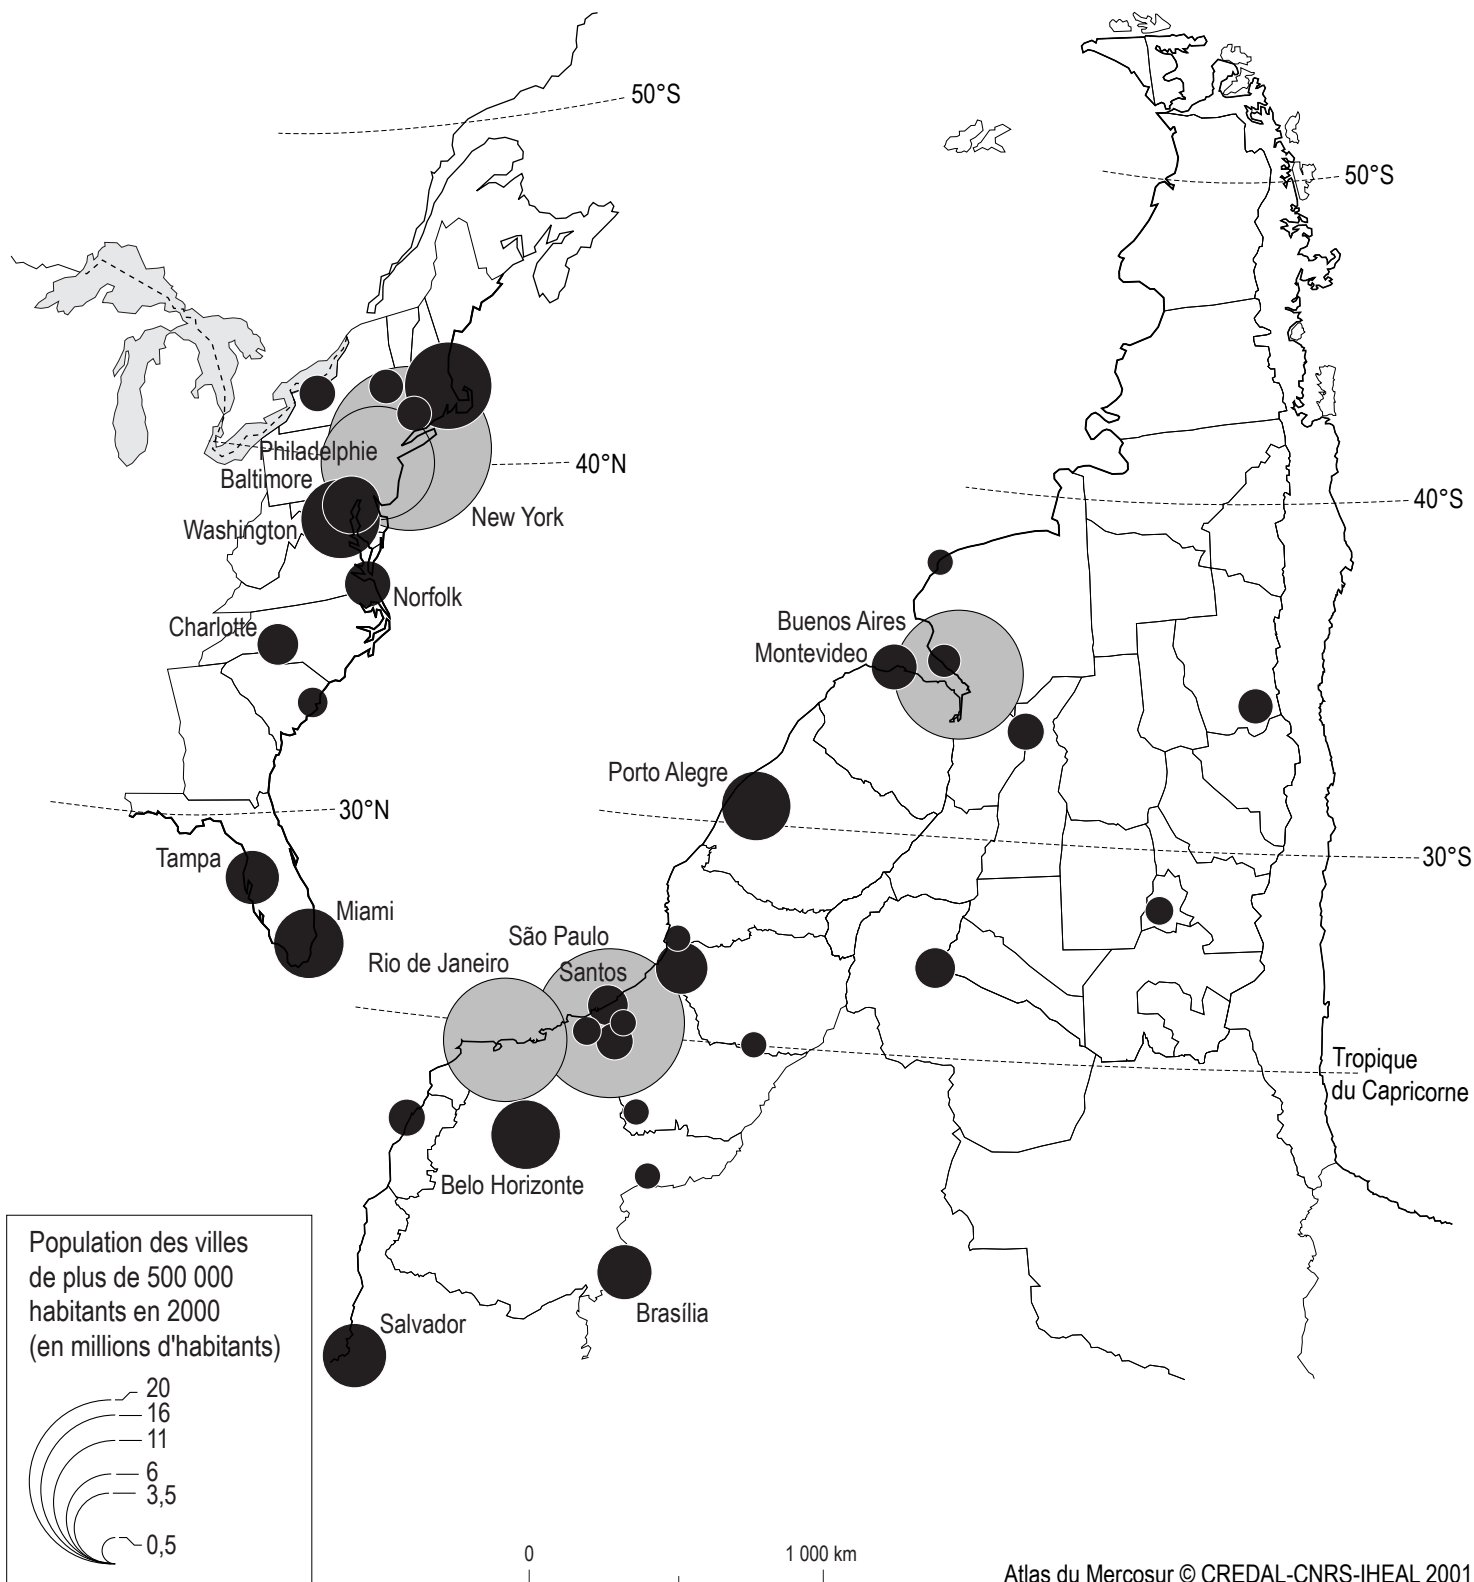 50°S
50°S
Philadelphie
Baltimore
40°N
40°S
New York
Washington
Norfolk
Charlotte
Buenos Aires
Montevideo
Porto Alegre
30°N
30°S
Tampa
Miami
São Paulo
Rio de Janeiro
Santos
Tropique
du Capricorne
Belo Horizonte
Brasília
Salvador
Population des villes
de plus de 500 000
habitants en 2000
(en millions d'habitants)
20
16
11
6
3,5
0,5
0
1 000 km
Atlas du Mercosur © CREDAL-CNRS-IHEAL 2001